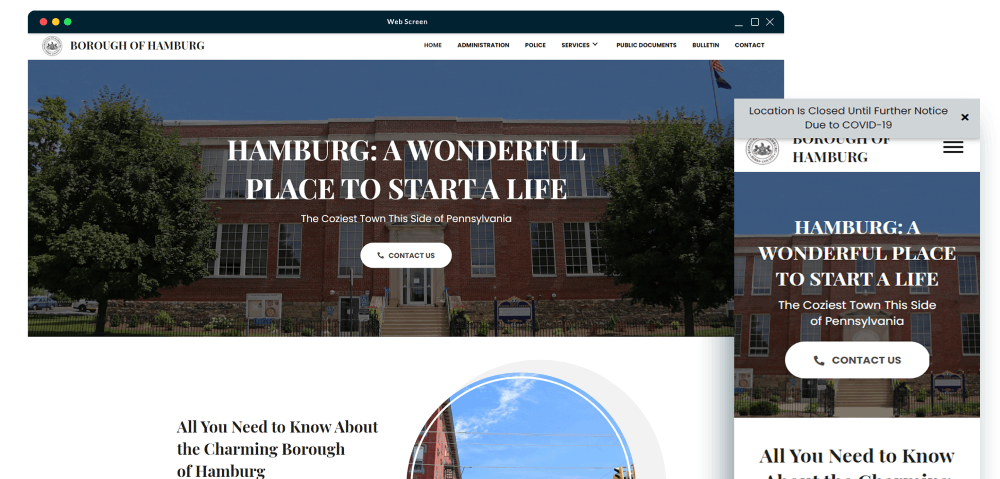 Web Screen
BOROUGH OF HAMBURG
HOME ADMINISTRATION POLICE SERVICES PUBLIC DOCUMENTS BULLETIN CONTACT
HAMBURG: A WONDERFUL
PLACE TO START A LIFE
The Coziest Town This Side of Pennsylvania
CONTACT US
All You Need to Know About
the Charming Borough
of Hamburg
Location Is Closed Until Further Notice
Due to COVID-19
BOROUGH OF
HAMBURG
HAMBURG: A
WONDERFUL PLACE
TO START A LIFE
The Coziest Town This Side
of Pennsylvania
CONTACT US
All You Need to Know
About the Charming